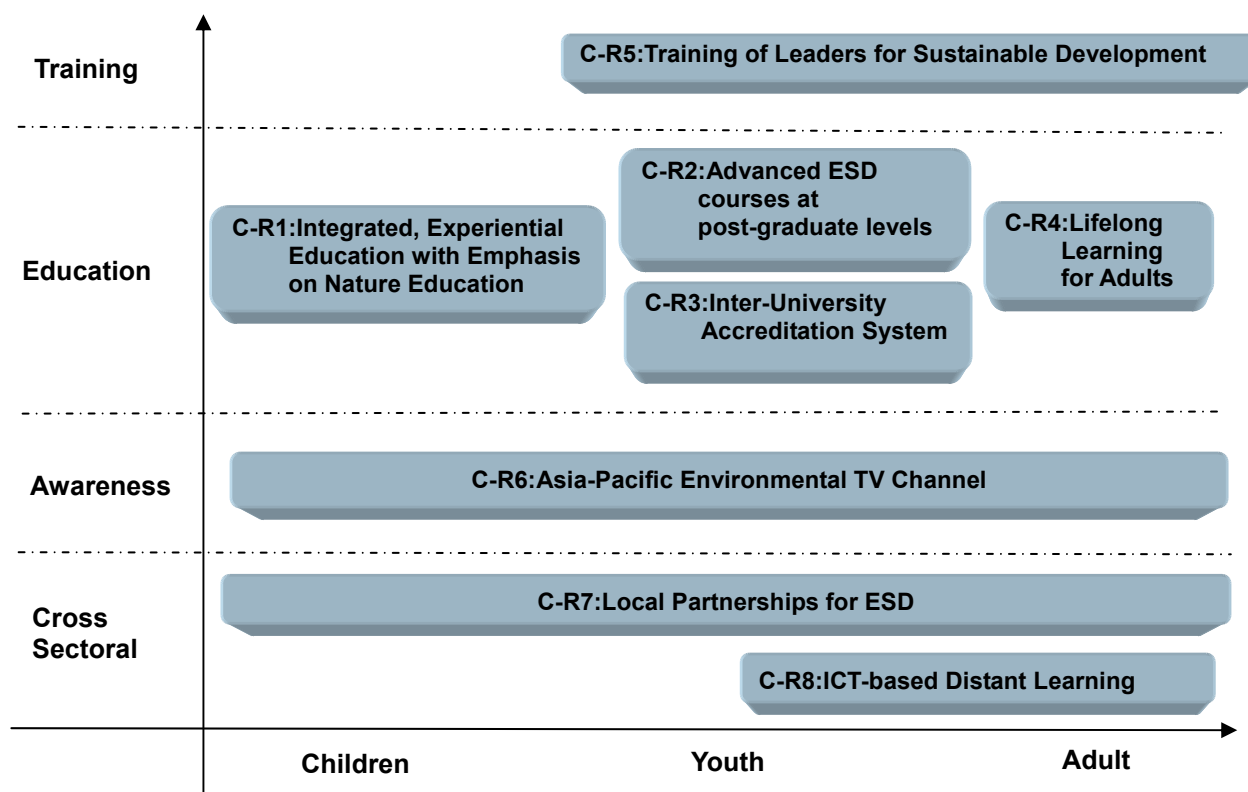 Training
C-R5:Training of Leaders for Sustainable Development
Education
C-R1:Integrated, Experiential
Education with Emphasis
on Nature Education
C-R2:Advanced ESD
courses at
post-graduate levels
C-R3:Inter-University
Accreditation System
C-R4:Lifelong
Learning
for Adults
Awareness
C-R6:Asia-Pacific Environmental TV Channel
Cross
Sectoral
C-R7:Local Partnerships for ESD
C-R8:ICT-based Distant Learning
Children
Youth
Adult